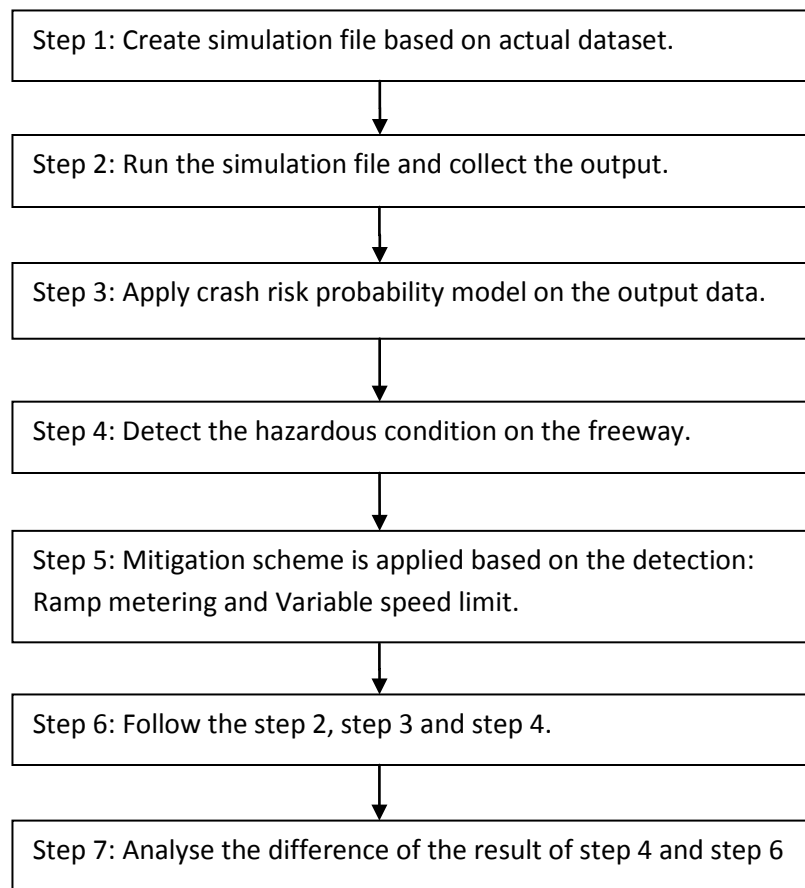 Step 1: Create simulation file based on actual dataset.
Step 2: Run the simulation file and collect the output.
Step 3: Apply crash risk probability model on the output data.
Step 4: Detect the hazardous condition on the freeway.
Step 5: Mitigation scheme is applied based on the detection:
Ramp metering and Variable speed limit.
Step 6: Follow the step 2, step 3 and step 4.
Step 7: Analyse the difference of the result of step 4 and step 6